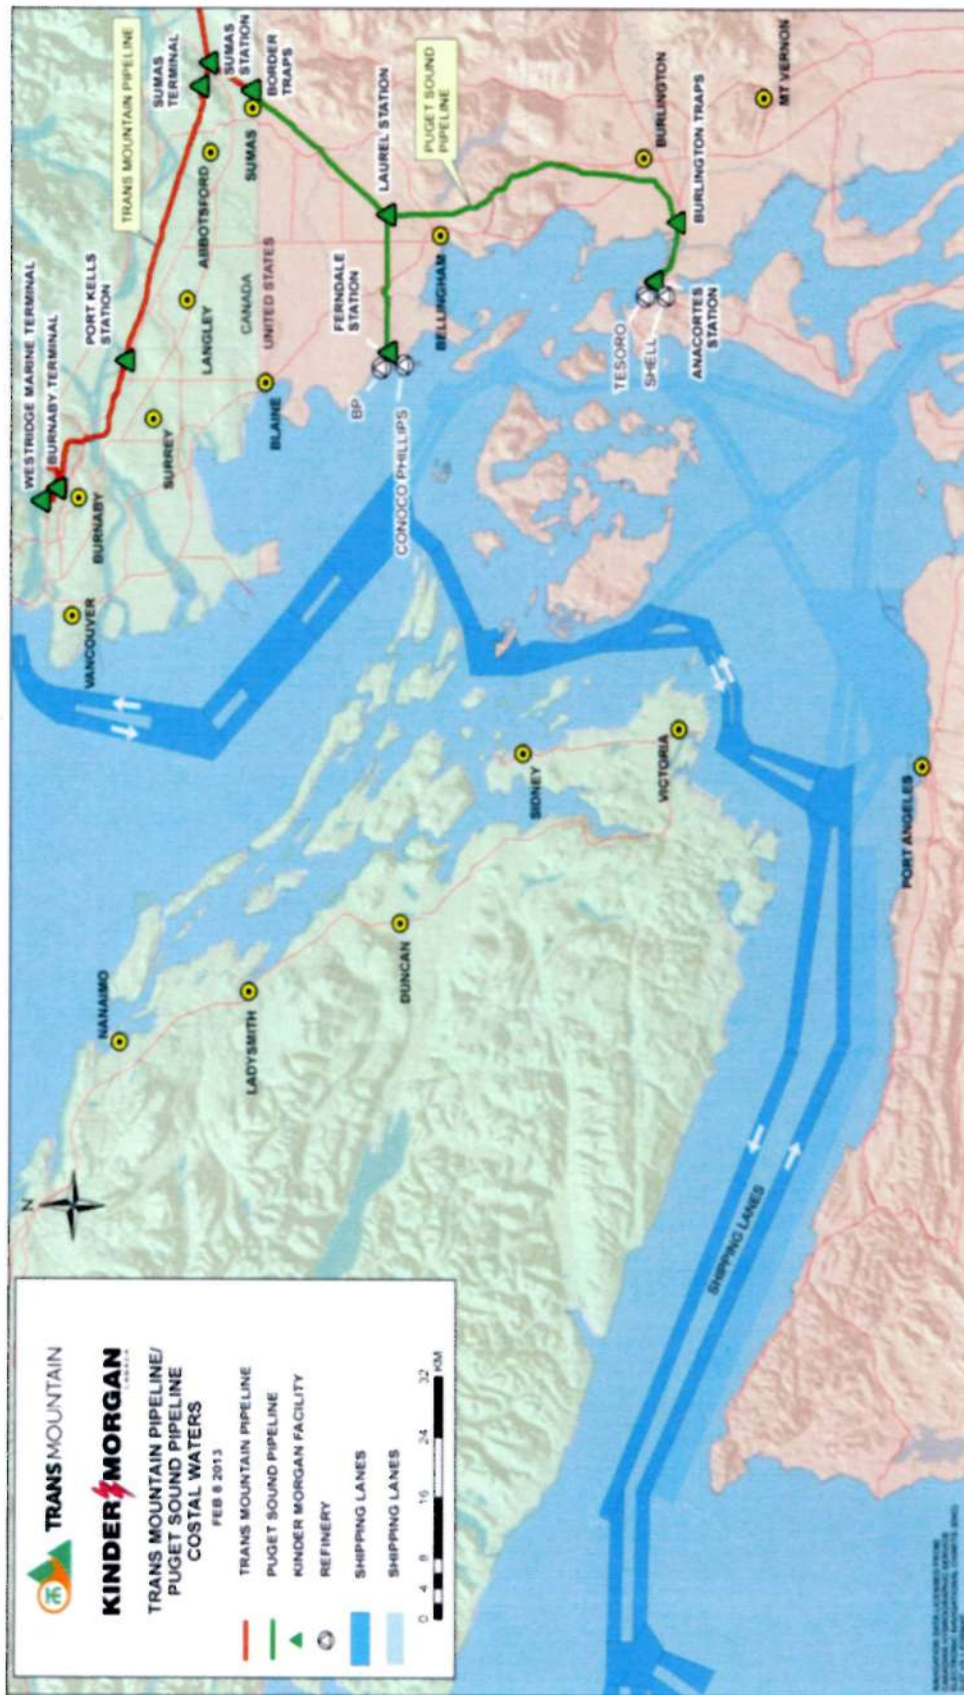 TRANSMOUNTAIN
KINDER MORGAN
CANADA
TRANS MOUNTAIN PIPELINE/
PUGET SOUND PIPELINE
COSTAL WATERS
FEB 8 2013
TRANS MOUNTAIN PIPELINE
PUGET SOUND PIPELINE
KINDER MORGAN FACILITY
REFINERY
SHIPPING LANES
SHIPPING LANES
0 4 8 16 24 32
KM
N
NANAIMO
LADYSMITH
DUNCAN
SIDNEY
VICTORIA
PORT ANGELES
SHIPPING LANES
VANCOUVER
WESTRIDGE MARINE TERMINAL
BURNABY TERMINAL
BURNABY
SURREY
PORT KELLS
STATION
LANGLEY
ABBOTSFORD
TRANS MOUNTAIN PIPELINE
SUMAS
TERMINAL
SUMAS
STATION
BORDER
TRAPS
SUMAS
CANADA
UNITED STATES
BLAINE
FERNDALE
STATION
BP
CONOCO PHILLIPS
LAUREL STATION
BELLINGHAM
PUGET SOUND
PIPELINE
BURLINGTON
MT VERNON
BURLINGTON TRAPS
TESORO
SHELL
ANACORTES
STATION